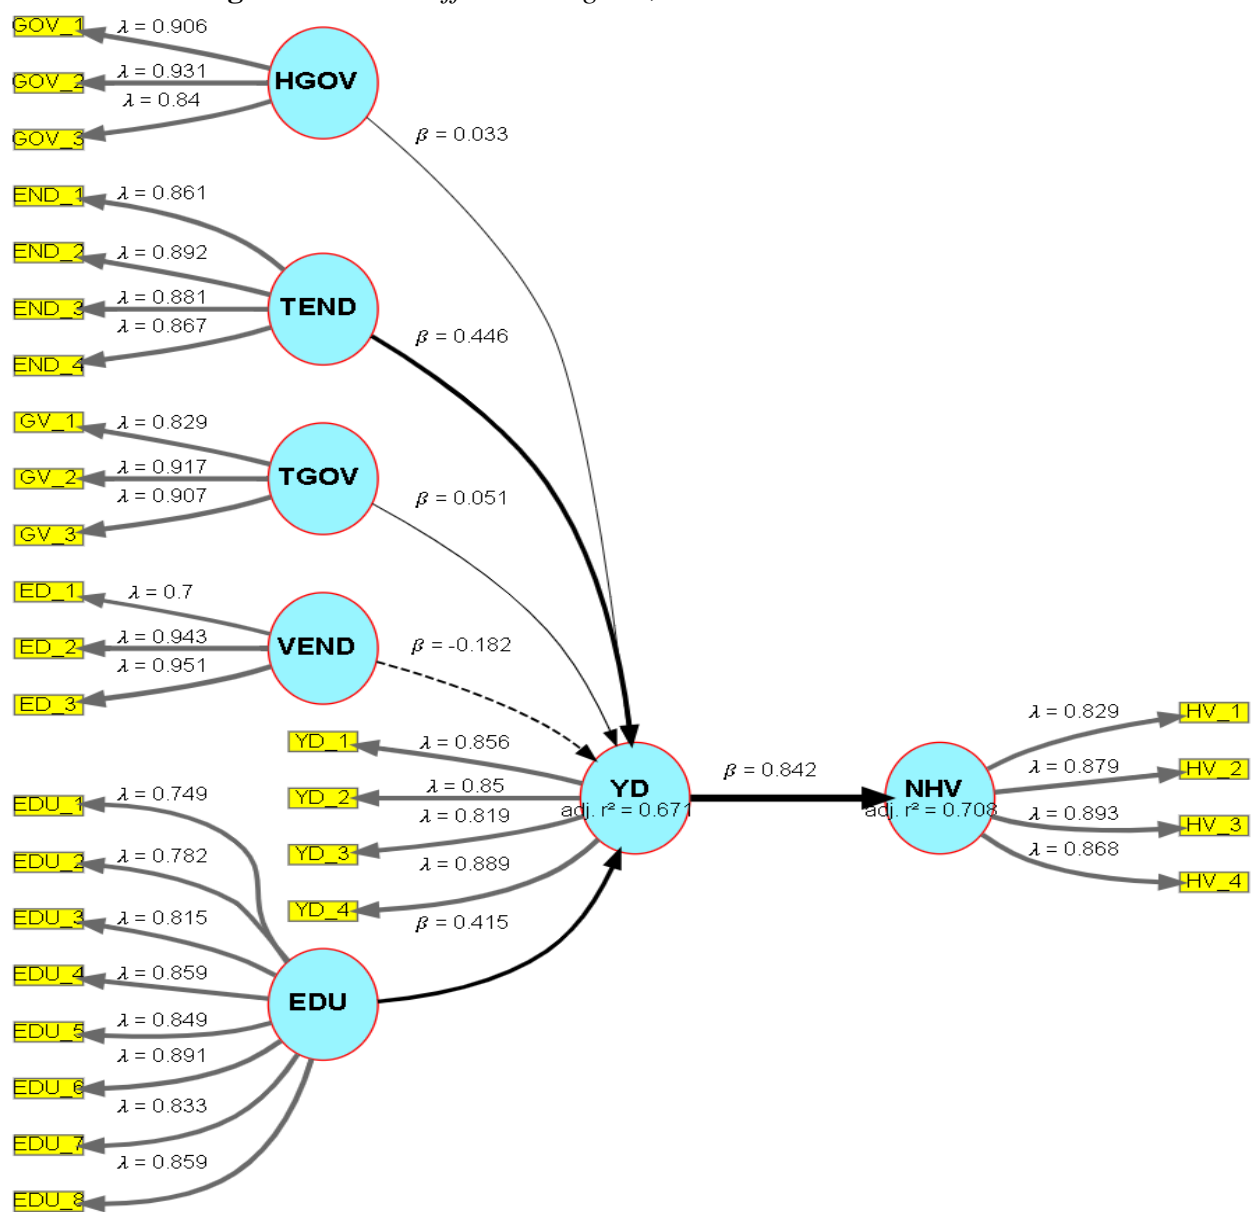 GOV_1
λ = 0.906
GOV_2
λ = 0.931
GOV_3
λ = 0.84
HGOV
β = 0.033
END_1
λ = 0.861
END_2
λ = 0.892
END_3
λ = 0.881
END_4
λ = 0.867
TEND
β = 0.446
GV_1
λ = 0.829
GV_2
λ = 0.917
GV_3
λ = 0.907
TGOV
β = 0.051
ED_1
λ = 0.7
ED_2
λ = 0.943
ED_3
λ = 0.951
VEND
β = -0.182
YD_1
λ = 0.856
YD_2
λ = 0.85
YD_3
λ = 0.819
YD_4
λ = 0.889
YD
adj. r² = 0.671
β = 0.842
NHV
adj. r² = 0.708
λ = 0.829
HV_1
λ = 0.879
HV_2
λ = 0.893
HV_3
λ = 0.868
HV_4
β = 0.415
EDU_1
λ = 0.749
EDU_2
λ = 0.782
EDU_3
λ = 0.815
EDU_4
λ = 0.859
EDU_5
λ = 0.849
EDU_6
λ = 0.891
EDU_7
λ = 0.833
EDU_8
λ = 0.859
EDU